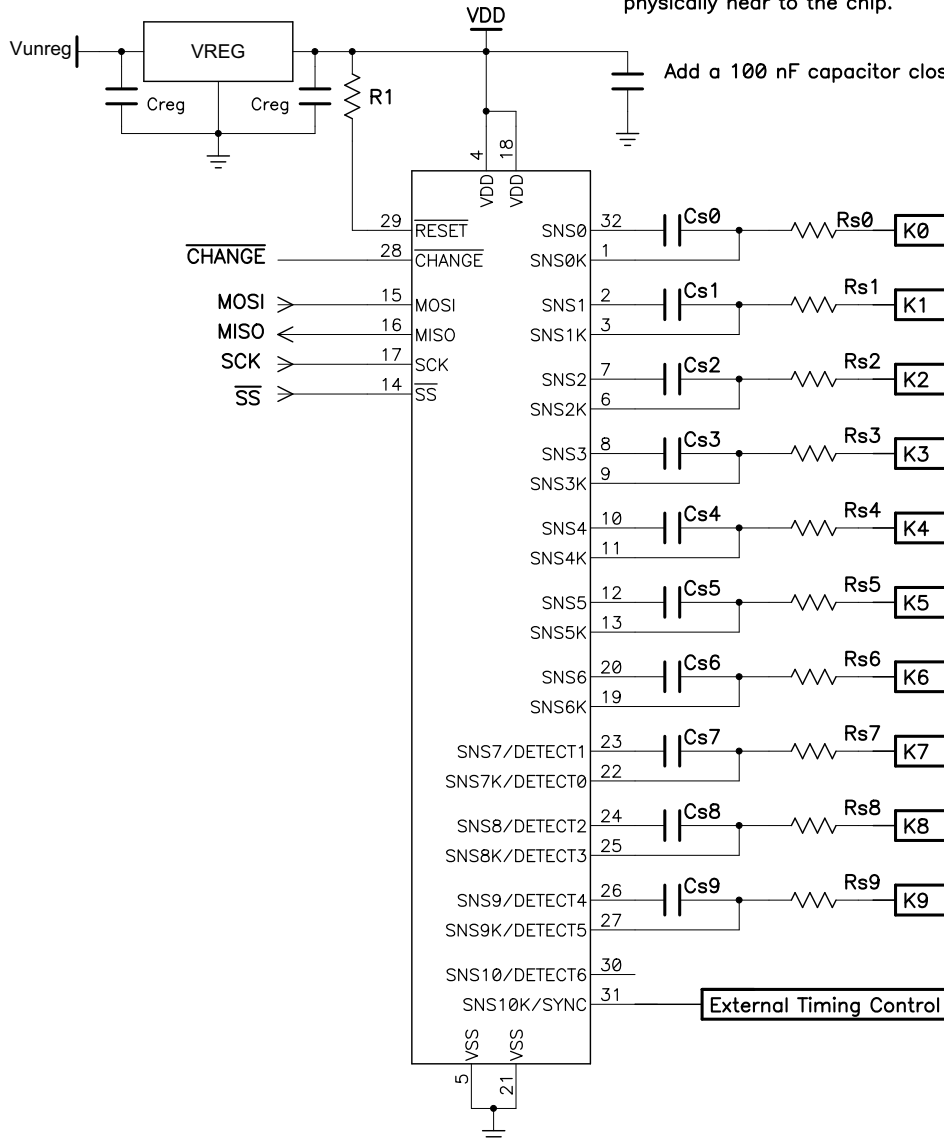 physically near to the chip.
VDD
Vunreg
VREG
Add a 100 nF capacitor clos
Creg
Creg
R1
4
18
VDD
VDD
29
RESET
SNS0
32
Cs0
Rs0
K0
CHANGE
28
CHANGE
SNS0K
1
MOSI
15
MOSI
SNS1
2
Cs1
Rs1
K1
MISO
16
MISO
SNS1K
3
SCK
17
SCK
SNS2
7
Cs2
Rs2
K2
SS
14
SS
SNS2K
6
SNS3
8
Cs3
Rs3
K3
SNS3K
9
SNS4
10
Cs4
Rs4
K4
SNS4K
11
SNS5
12
Cs5
Rs5
K5
SNS5K
13
SNS6
20
Cs6
Rs6
K6
SNS6K
19
SNS7/DETECT1
23
Cs7
Rs7
K7
SNS7K/DETECT0
22
SNS8/DETECT2
24
Cs8
Rs8
K8
SNS8K/DETECT3
25
SNS9/DETECT4
26
Cs9
Rs9
K9
SNS9K/DETECT5
27
SNS10/DETECT6
30
SNS10K/SYNC
31
External Timing Control
VSS
VSS
5
21